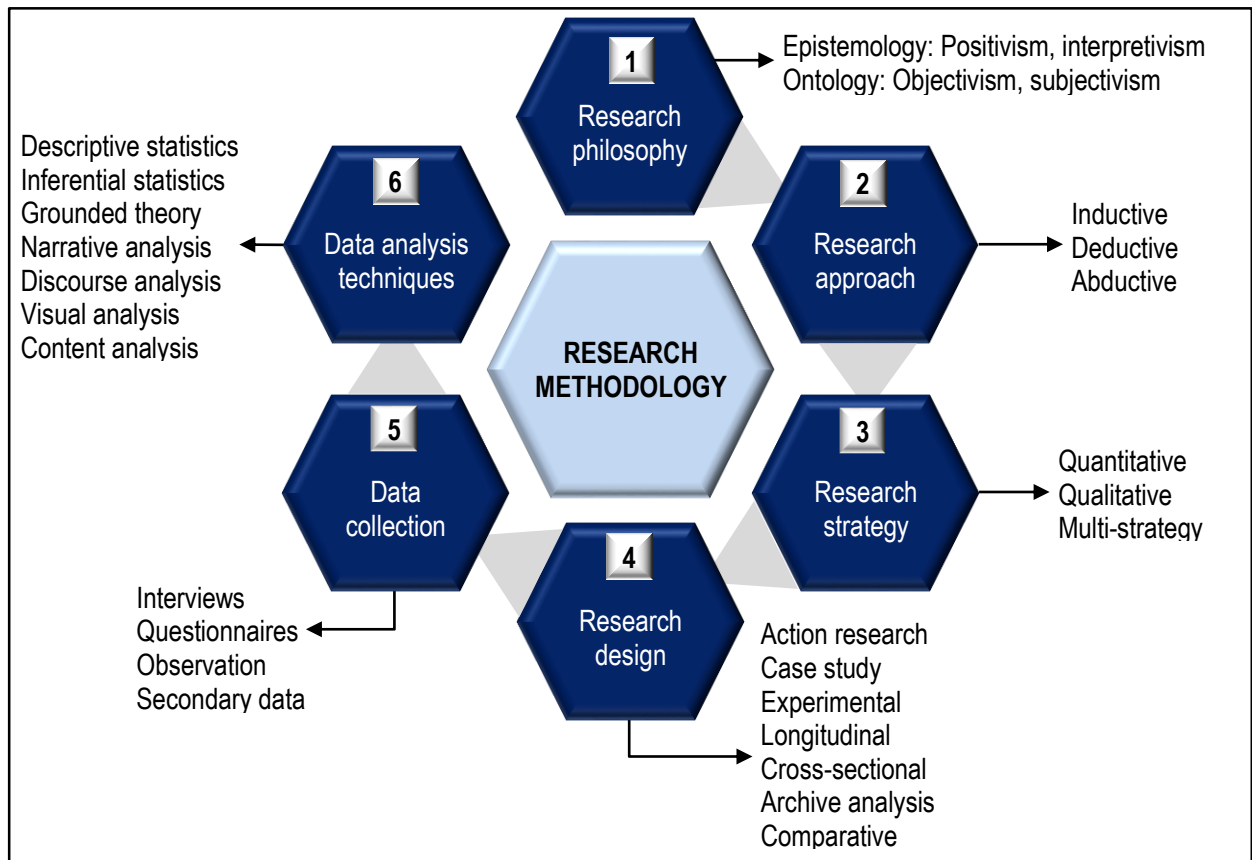 1
Research
philosophy
Epistemology: Positivism, interpretivism
Ontology: Objectivism, subjectivism
2
Research
approach
Inductive
Deductive
Abductive
3
Research
strategy
Quantitative
Qualitative
Multi-strategy
4
Research
design
Action research
Case study
Experimental
Longitudinal
Cross-sectional
Archive analysis
Comparative
5
Data
collection
Interviews
Questionnaires
Observation
Secondary data
6
Data analysis
techniques
Descriptive statistics
Inferential statistics
Grounded theory
Narrative analysis
Discourse analysis
Visual analysis
Content analysis
RESEARCH
METHODOLOGY